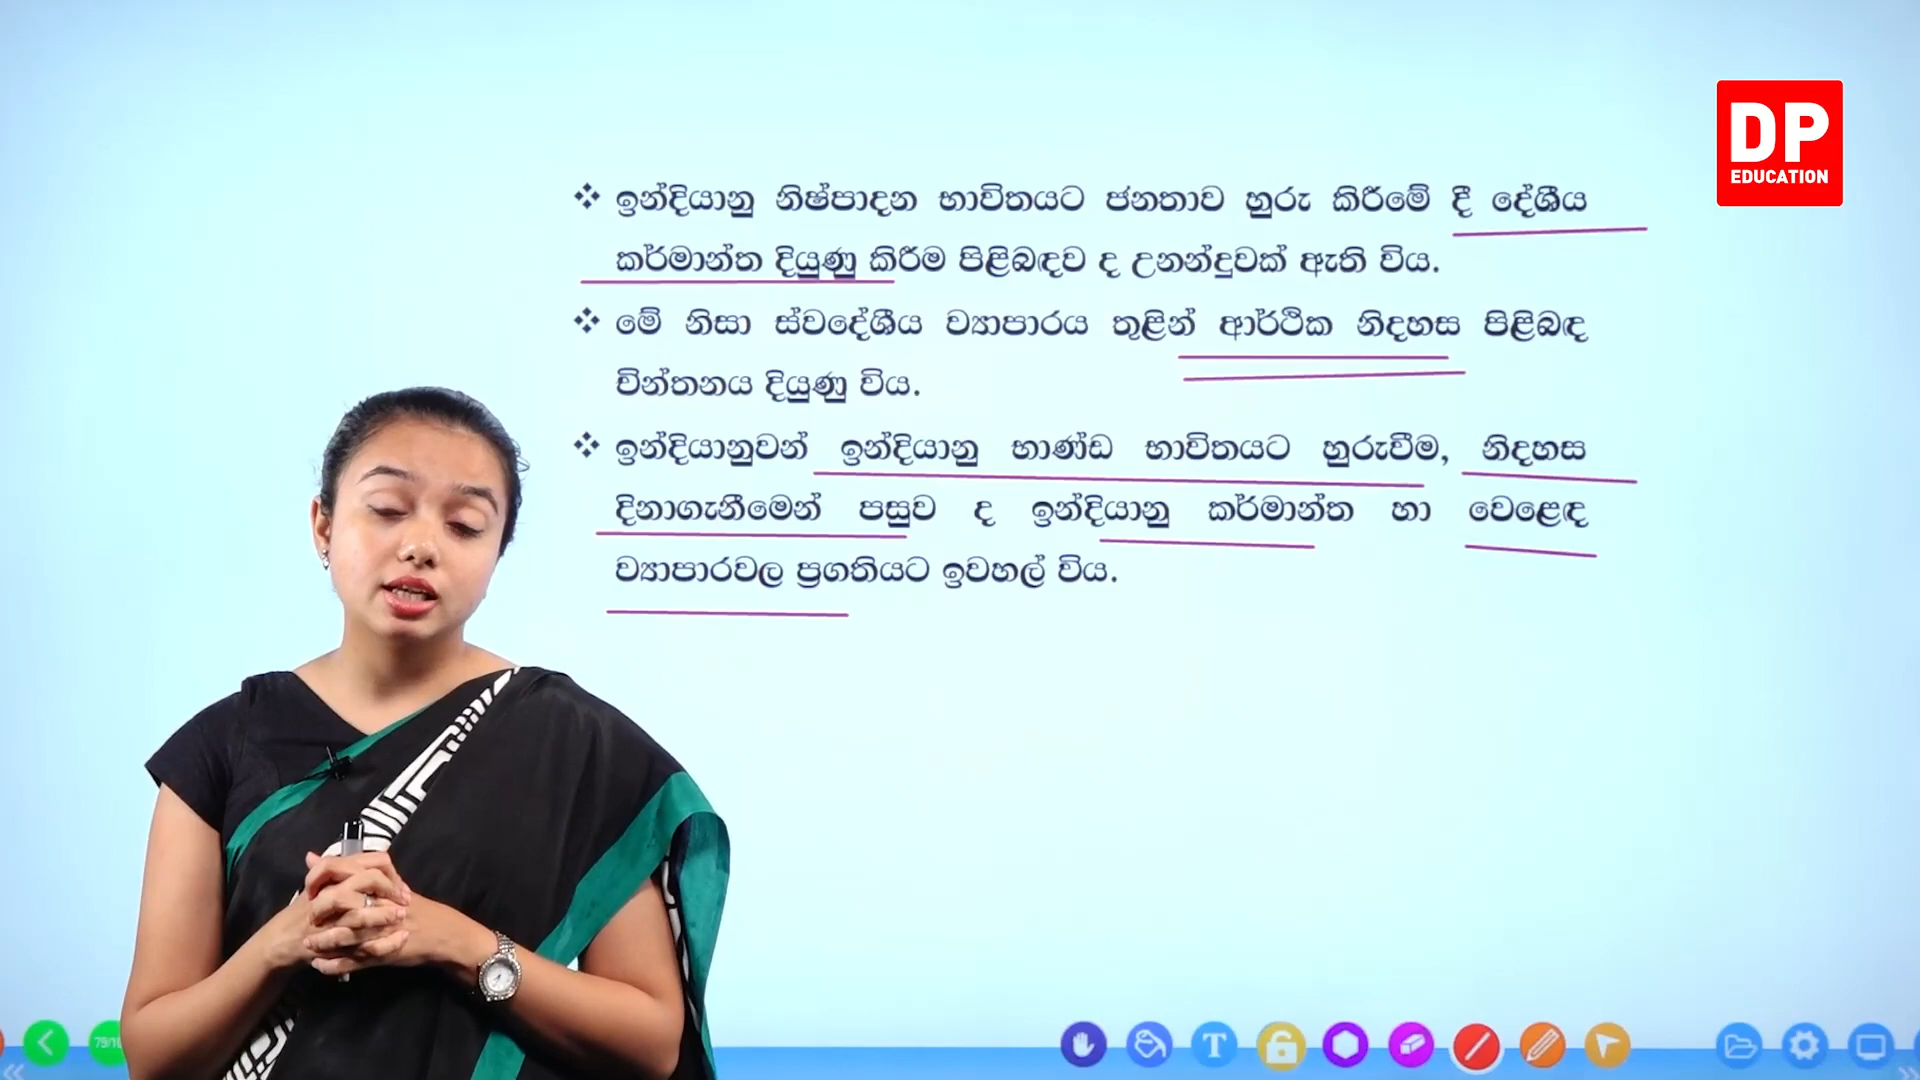 DP
EDUCATION
❖ ඉන්දියානු නිෂ්පාදන භාවිතයට ජනතාව හුරු කිරීමේ දී දේශීය
කර්මාන්ත දියුණු කිරීම පිළිබඳව ද උනන්දුවක් ඇති විය.
❖ මේ නිසා ස්වදේශීය ව්‍යාපාරය තුළින් ආර්ථික නිදහස පිළිබඳ
චින්තනය දියුණු විය.
❖ ඉන්දියානුවන් ඉන්දියානු භාණ්ඩ භාවිතයට හුරුවීම, නිදහස
දිනාගැනීමෙන් පසුව ද ඉන්දියානු කර්මාන්ත හා වෙළෙඳ
ව්‍යාපාරවල ප්‍රගතියට ඉවහල් විය.
T